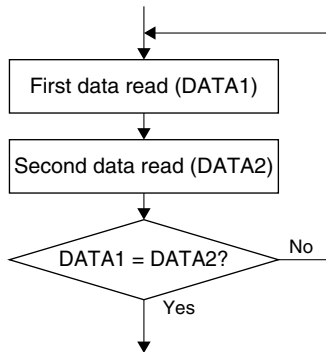 First data read (DATA1)
Second data read (DATA2)
DATA1 = DATA2?
No
Yes